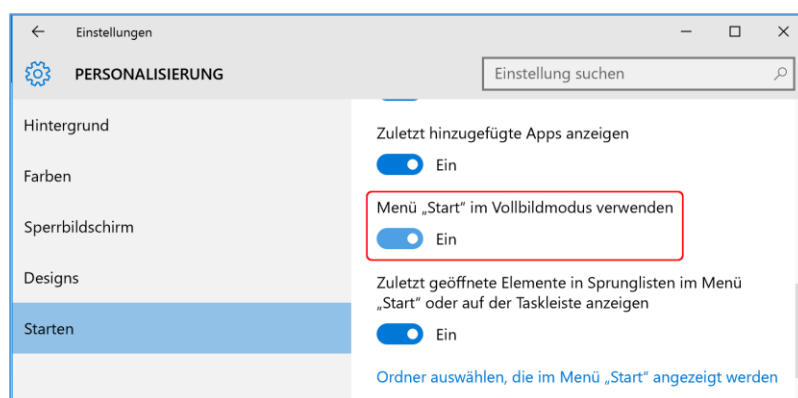 Einstellungen
PERSONALISIERUNG
Einstellung suchen
Hintergrund
Farben
Sperrbildschirm
Designs
Starten
Zuletzt hinzugefügte Apps anzeigen
Ein
Menü „Start“ im Vollbildmodus verwenden
Ein
Zuletzt geöffnete Elemente in Sprunglisten im Menü
„Start“ oder auf der Taskleiste anzeigen
Ein
Ordner auswählen, die im Menü „Start“ angezeigt werden